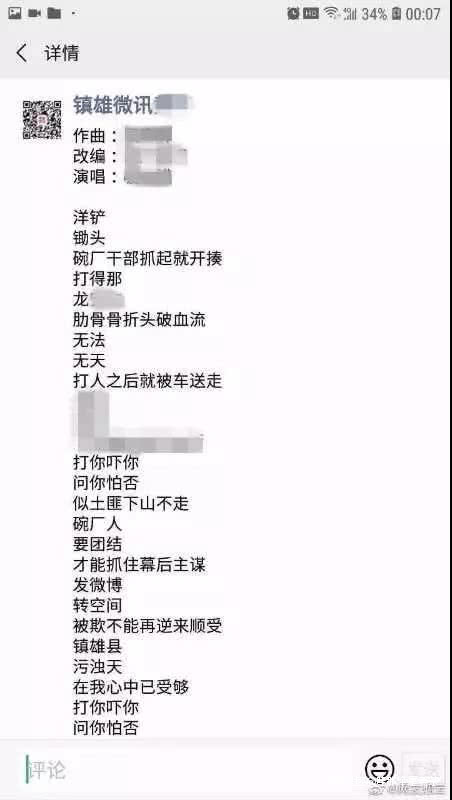 34% 00:07
详情
镇雄微讯
作曲：
改编：
演唱：
洋铲
锄头
碗厂干部抓起就开揍
打得那
龙
肋骨骨折头破血流
无法
无天
打人之后就被车送走
打你吓你
问你怕否
似土匪下山不走
碗厂人
要团结
才能抓住幕后主谋
发微博
转空间
被欺不能再逆来顺受
镇雄县
污浊天
在我心中已受够
打你吓你
问你怕否
评论
发送